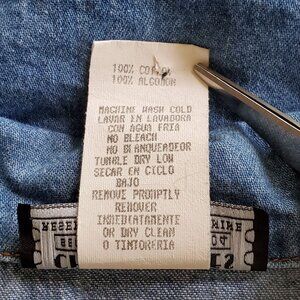 100% COTTON
100% ALGODON
MACHINE WASH COLD
LAVAR EN LAVADORA
CON AGUA FRIA
NO BLEACH
NO BLANQUEADOR
TUMBLE DRY LOW
SECAR EN CICLO
BAJO
REMOVE PROMPTLY
REMOVER
INMEDIATAMENTE
OR DRY CLEAN
O TINTORERIA